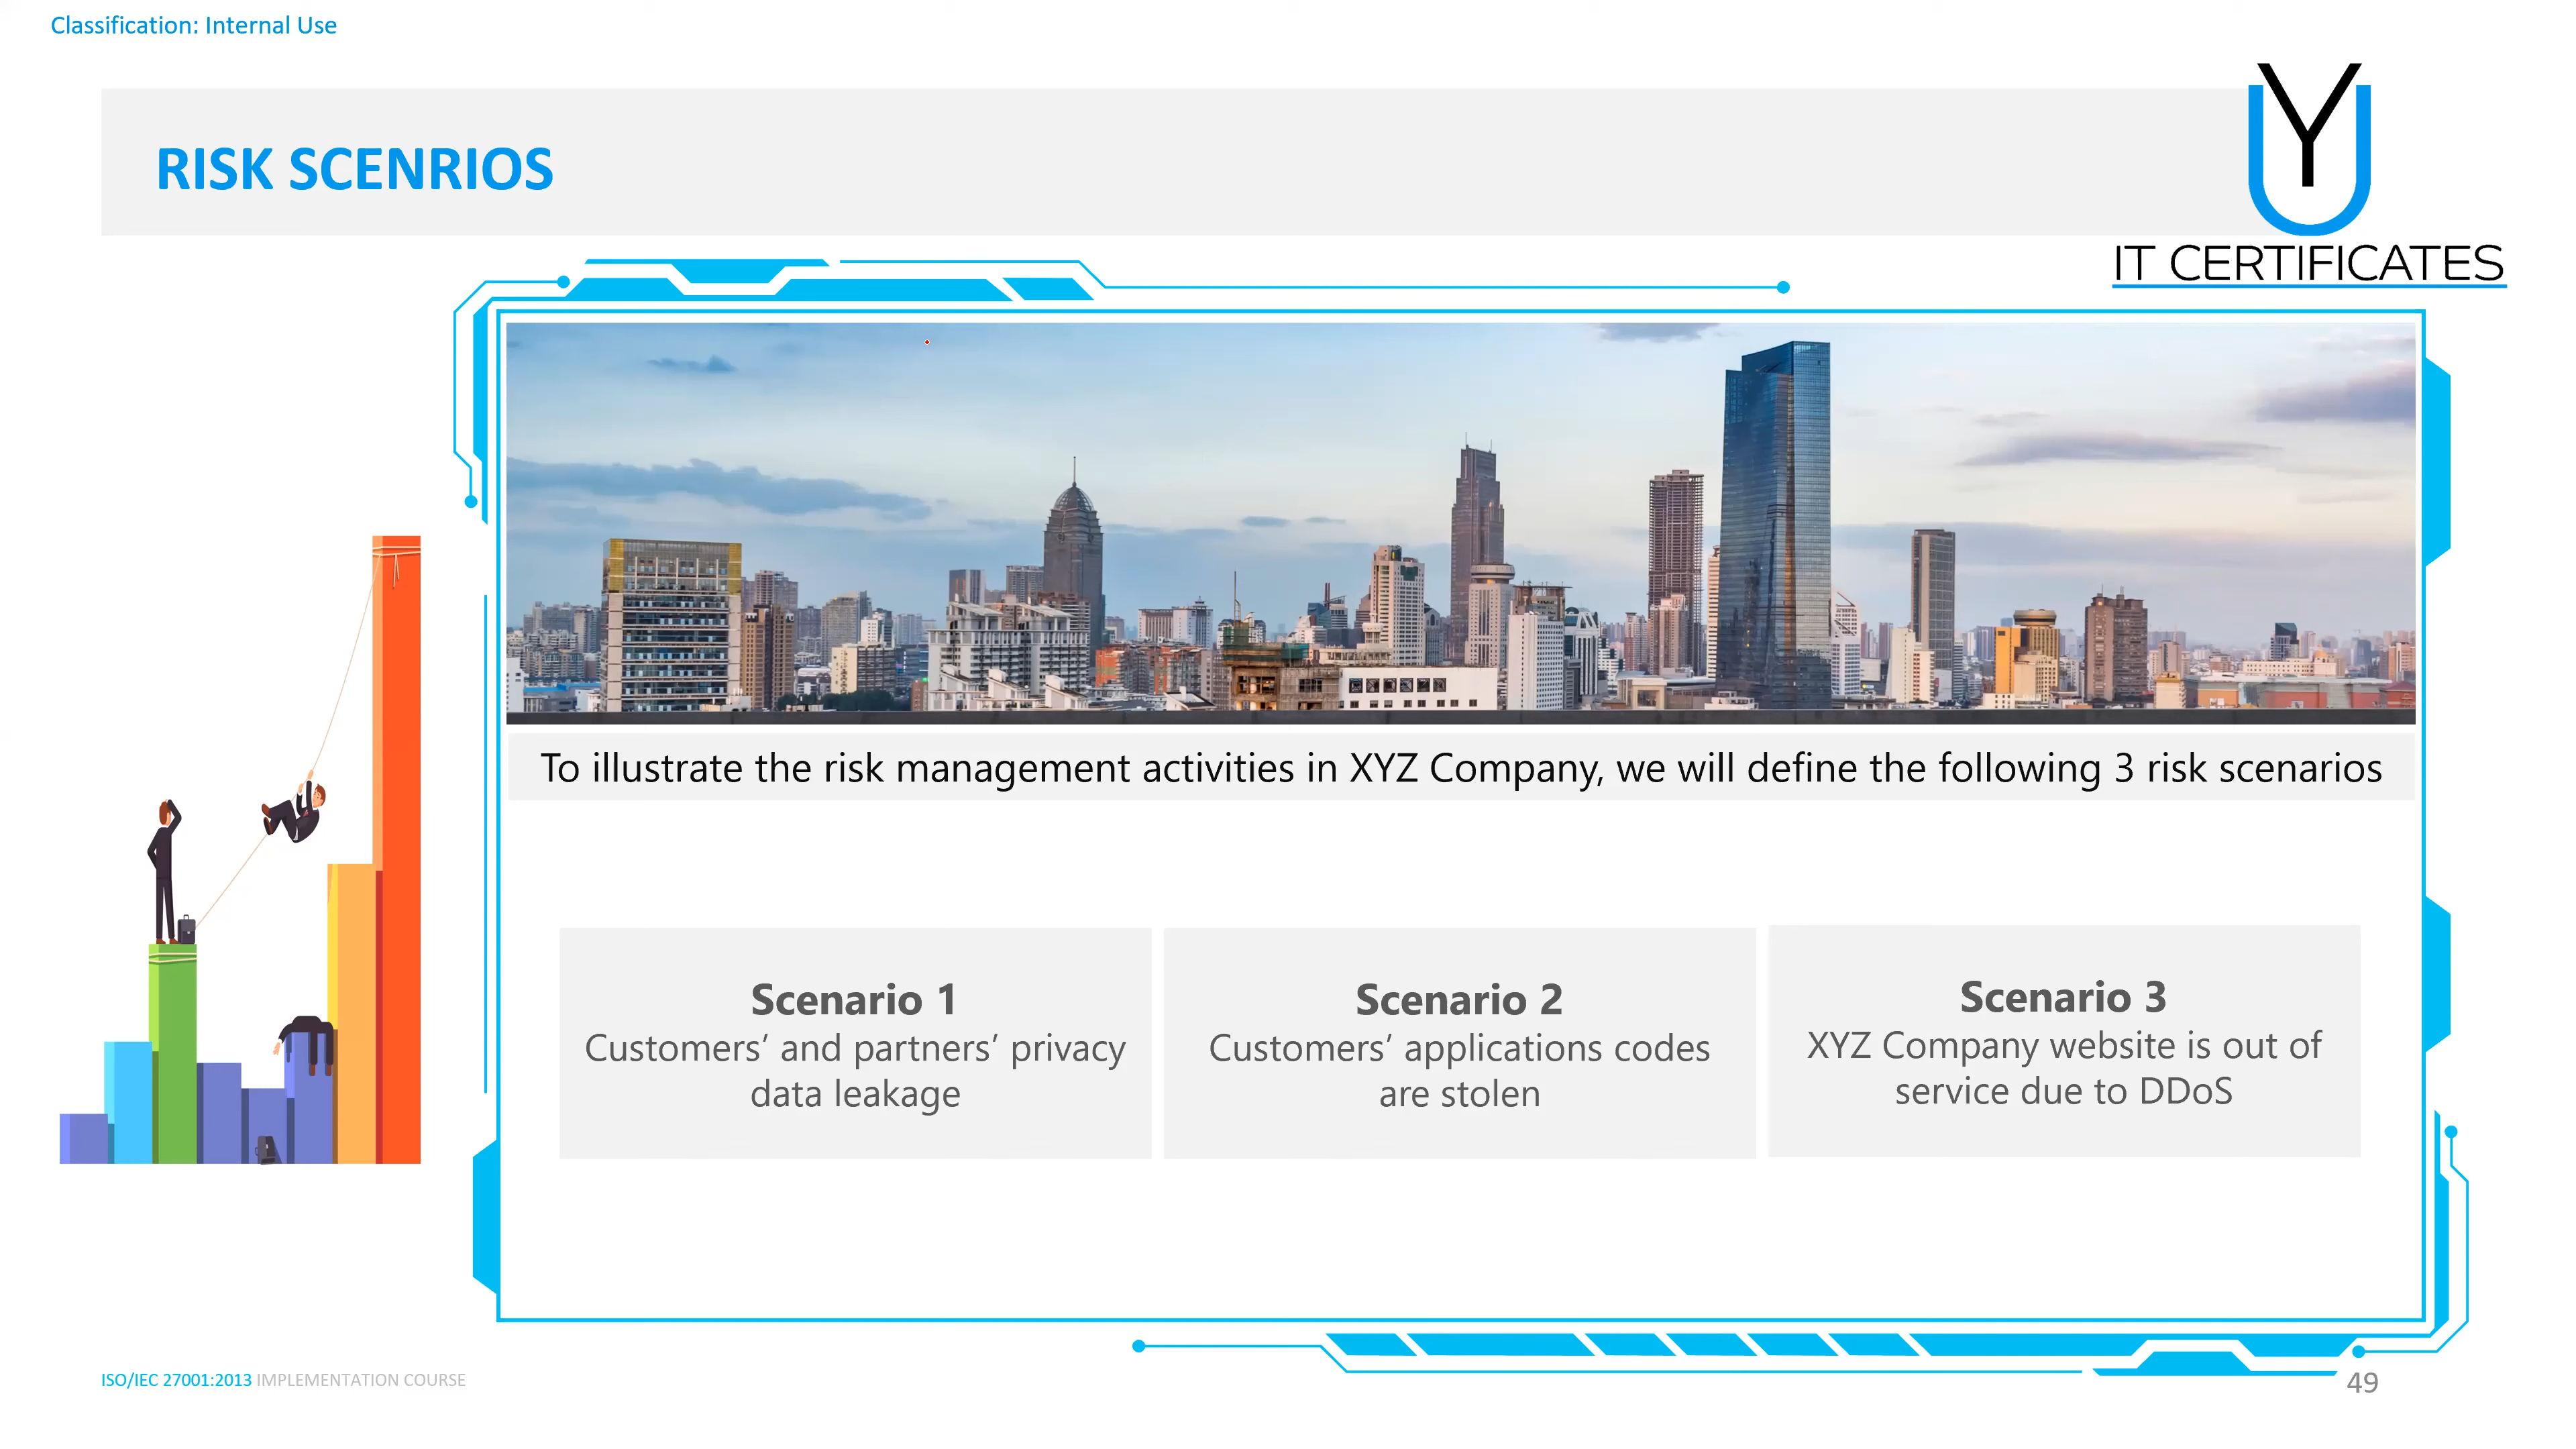 Classification: Internal Use
RISK SCENRIOS
Y
U
IT CERTIFICATES
To illustrate the risk management activities in XYZ Company, we will define the following 3 risk scenarios
Scenario 1
Customers’ and partners’ privacy
data leakage
Scenario 2
Customers’ applications codes
are stolen
Scenario 3
XYZ Company website is out of
service due to DDoS
ISO/IEC 27001:2013 IMPLEMENTATION COURSE
49